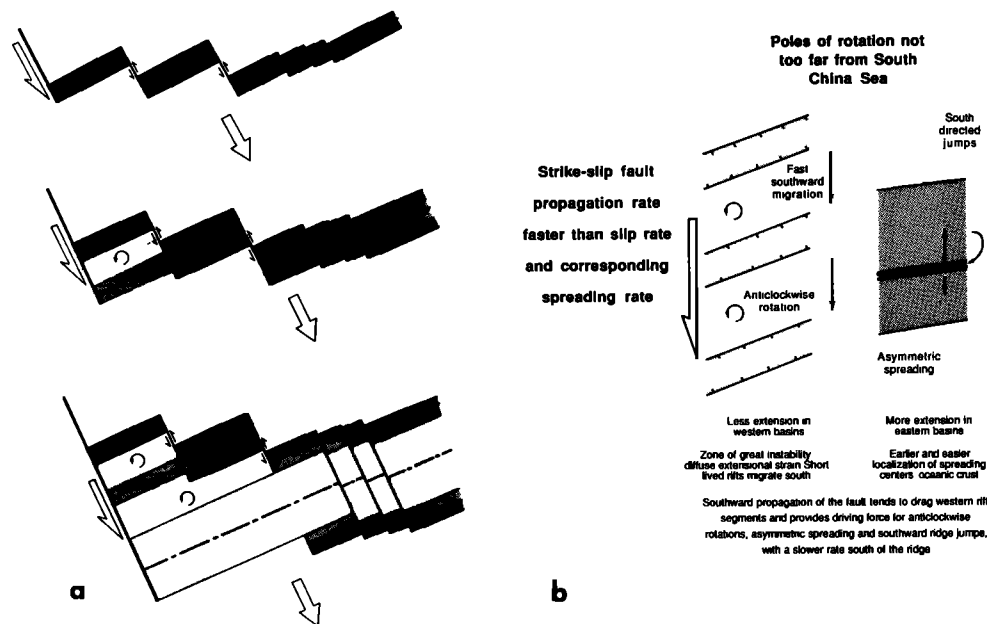 Poles of rotation not
too far from South
China Sea
South
directed
jumps
Strike-slip fault
propagation rate
faster than slip rate
and corresponding
spreading rate
Fast
southward
migration
Anticlockwise
rotation
Asymmetric
spreading
Less extension in
western basins
More extension in
eastern basins
Zone of great instability
diffuse extensional strain Short
lived rifts migrate south
Earlier and easier
localization of spreading
centers oceanic crust
Southward propagation of the fault tends to drag western rift
segments and provides driving force for anticlockwise
rotations, asymmetric spreading and southward ridge jumps,
with a slower rate south of the ridge
a
b